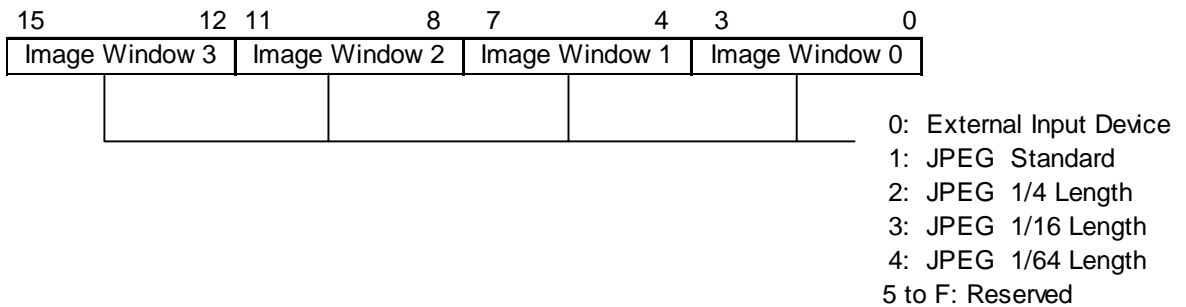 15 12 11 8 7 4 3 0
Image Window 3 Image Window 2 Image Window 1 Image Window 0
0: External Input Device
1: JPEG Standard
2: JPEG 1/4 Length
3: JPEG 1/16 Length
4: JPEG 1/64 Length
5 to F: Reserved